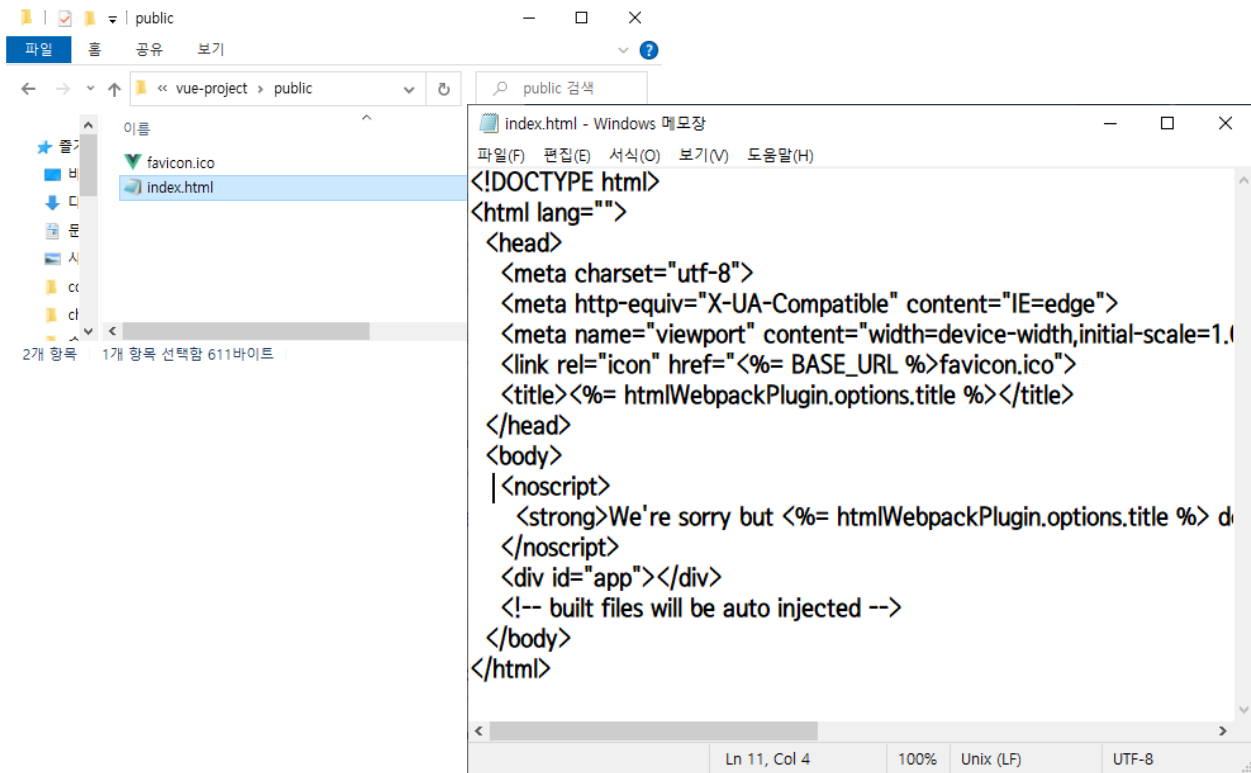 public
파일 홈 공유 보기
« vue-project › public
public 검색
이름
favicon.ico
index.html
2개 항목 1개 항목 선택함 611바이트
index.html - Windows 메모장
파일(F) 편집(E) 서식(O) 보기(V) 도움말(H)
<!DOCTYPE html>
<html lang="">
<head>
<meta charset="utf-8">
<meta http-equiv="X-UA-Compatible" content="IE=edge">
<meta name="viewport" content="width=device-width,initial-scale=1.
<link rel="icon" href="<%= BASE_URL %>favicon.ico">
<title><%= htmlWebpackPlugin.options.title %></title>
</head>
<body>
<noscript>
<strong>We're sorry but <%= htmlWebpackPlugin.options.title %>
</noscript>
<div id="app"></div>
<!-- built files will be auto injected -->
</body>
</html>
Ln 11, Col 4 100% Unix (LF) UTF-8